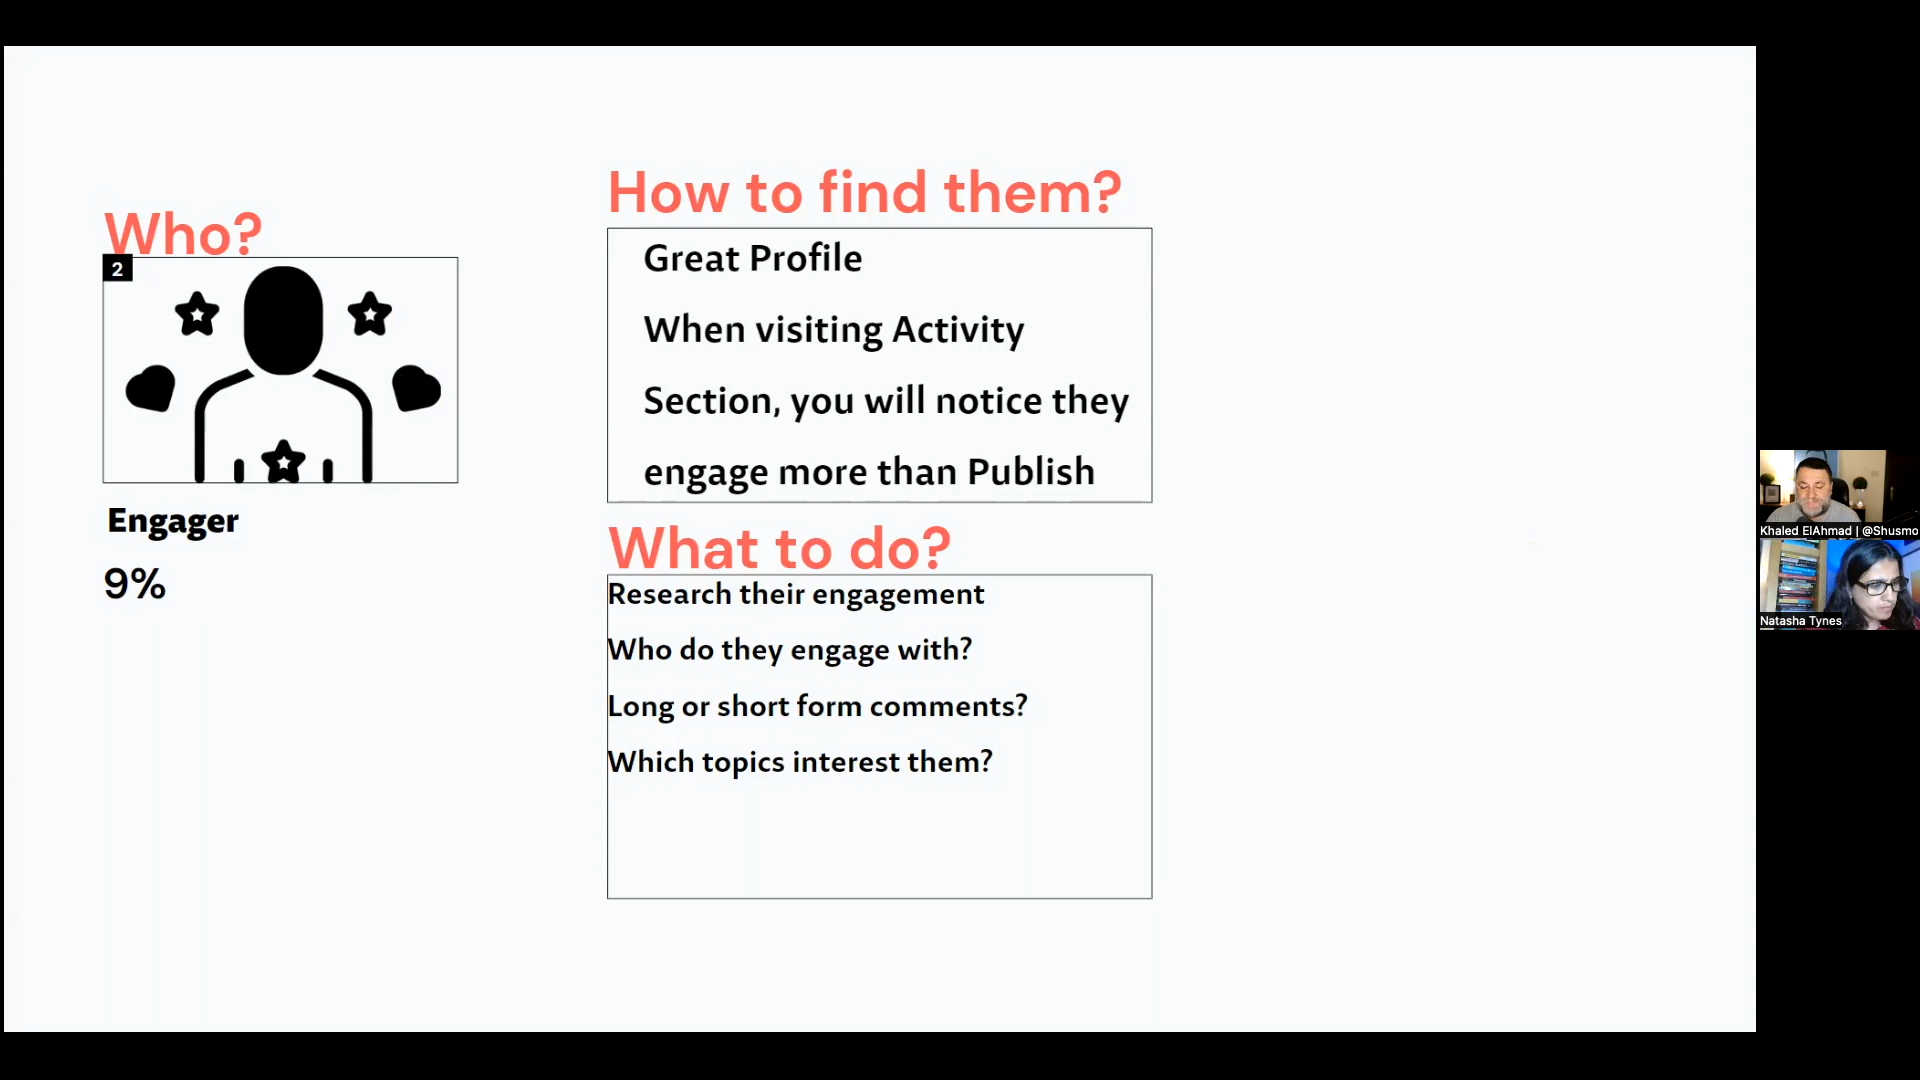 Who?
2
Engager
9%
How to find them?
Great Profile
When visiting Activity
Section, you will notice they
engage more than Publish
What to do?
Research their engagement
Who do they engage with?
Long or short form comments?
Which topics interest them?
Khaled ElAhmad | @Shusmo
Natasha Tynes